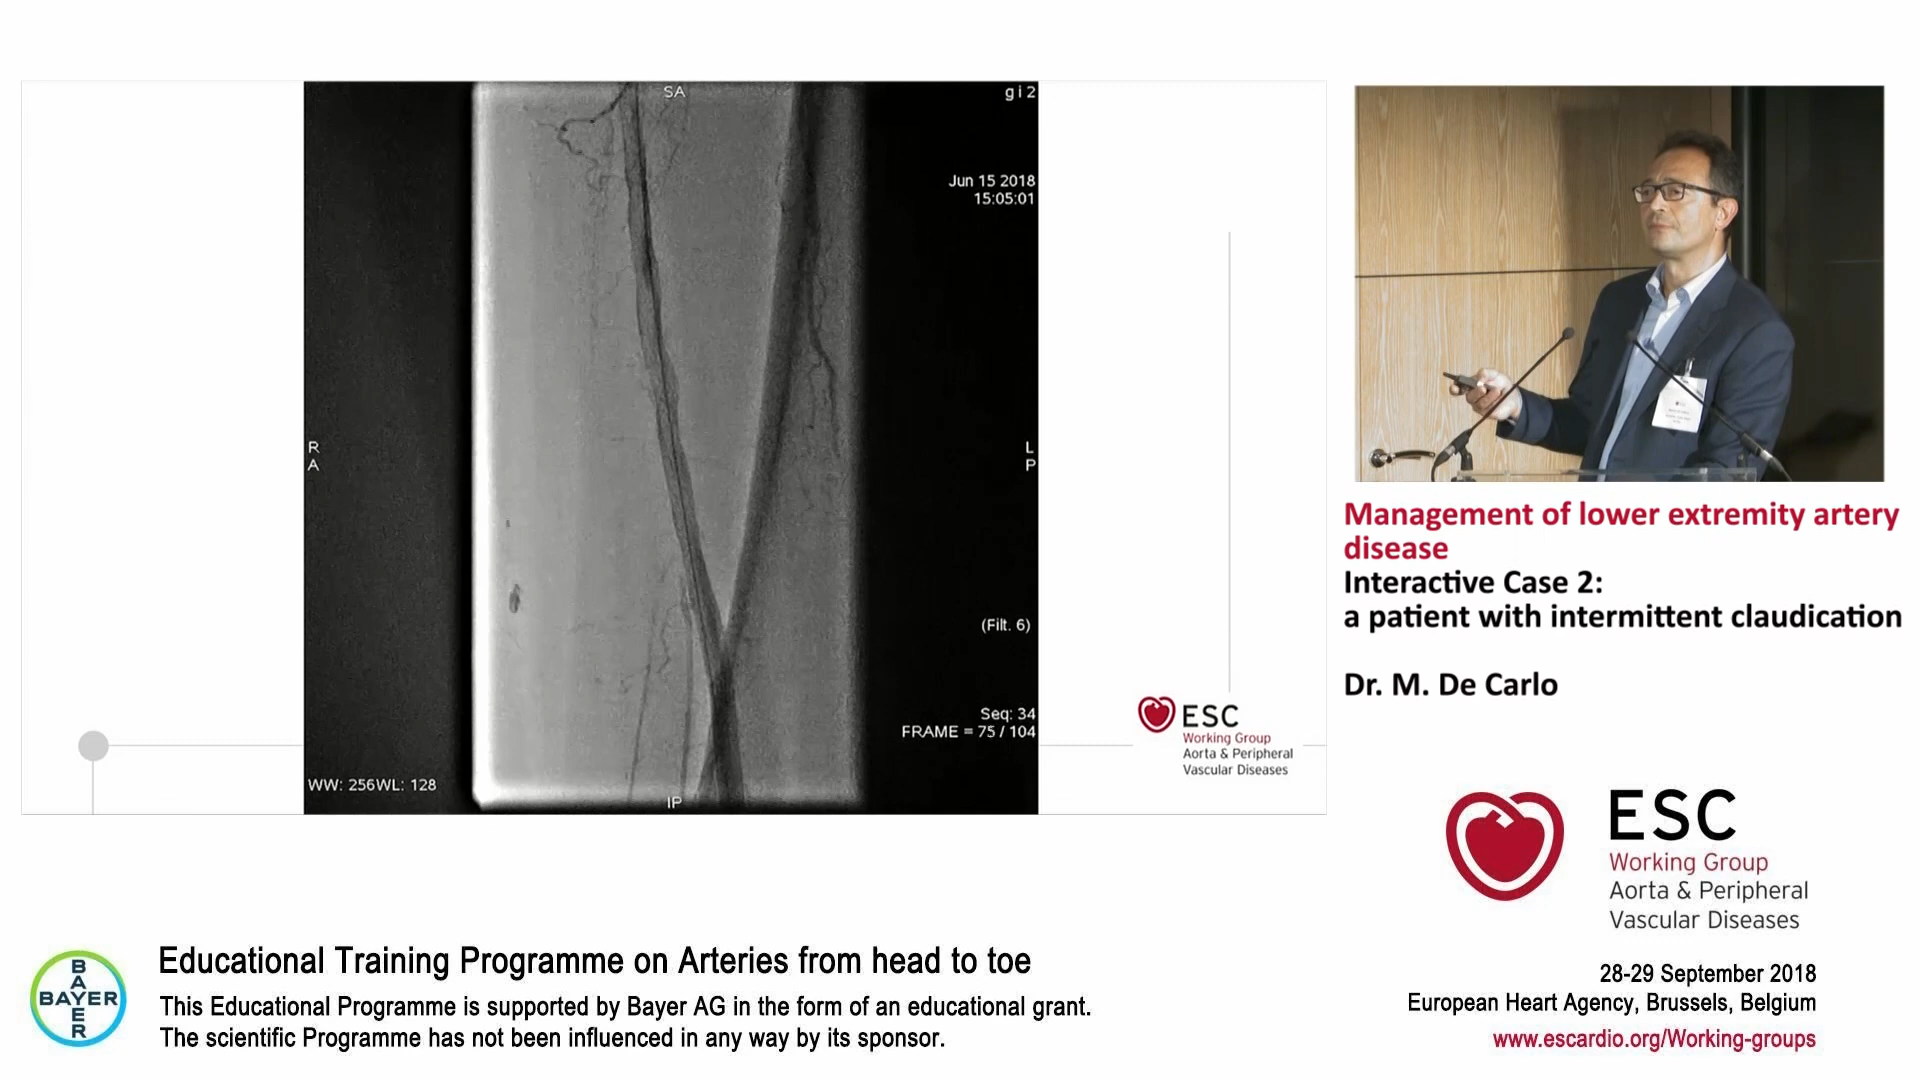 SA
gi2
Jun 15 2018
15:05:01
R
A
L
P
(Filt. 6)
Seq: 34
FRAME = 75 / 104
WW: 256WL: 128
IP
ESC
Working Group
Aorta & Peripheral
Vascular Diseases
Management of lower extremity artery
disease
Interactive Case 2:
a patient with intermittent claudication
Dr. M. De Carlo
ESC
Working Group
Aorta & Peripheral
Vascular Diseases
BAYER
BAYER
Educational Training Programme on Arteries from head to toe
This Educational Programme is supported by Bayer AG in the form of an educational grant.
The scientific Programme has not been influenced in any way by its sponsor.
28-29 September 2018
European Heart Agency, Brussels, Belgium
www.escardio.org/Working-groups